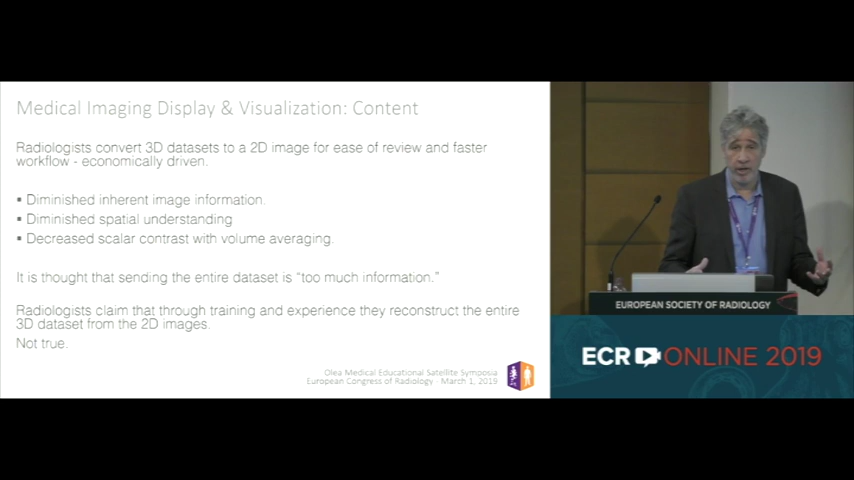 Medical Imaging Display & Visualization: Content
Radiologists convert 3D datasets to a 2D image for ease of review and faster
workflow - economically driven.
▪ Diminished inherent image information.
▪ Diminished spatial understanding
▪ Decreased scalar contrast with volume averaging.
It is thought that sending the entire dataset is “too much information.”
Radiologists claim that through training and experience they reconstruct the entire
3D dataset from the 2D images.
Not true.
Olea Medical Educational Satellite Symposia
European Congress of Radiology - March 1, 2019
EUROPEAN SOCIETY OF RADIOLOGY
ECR ONLINE 2019